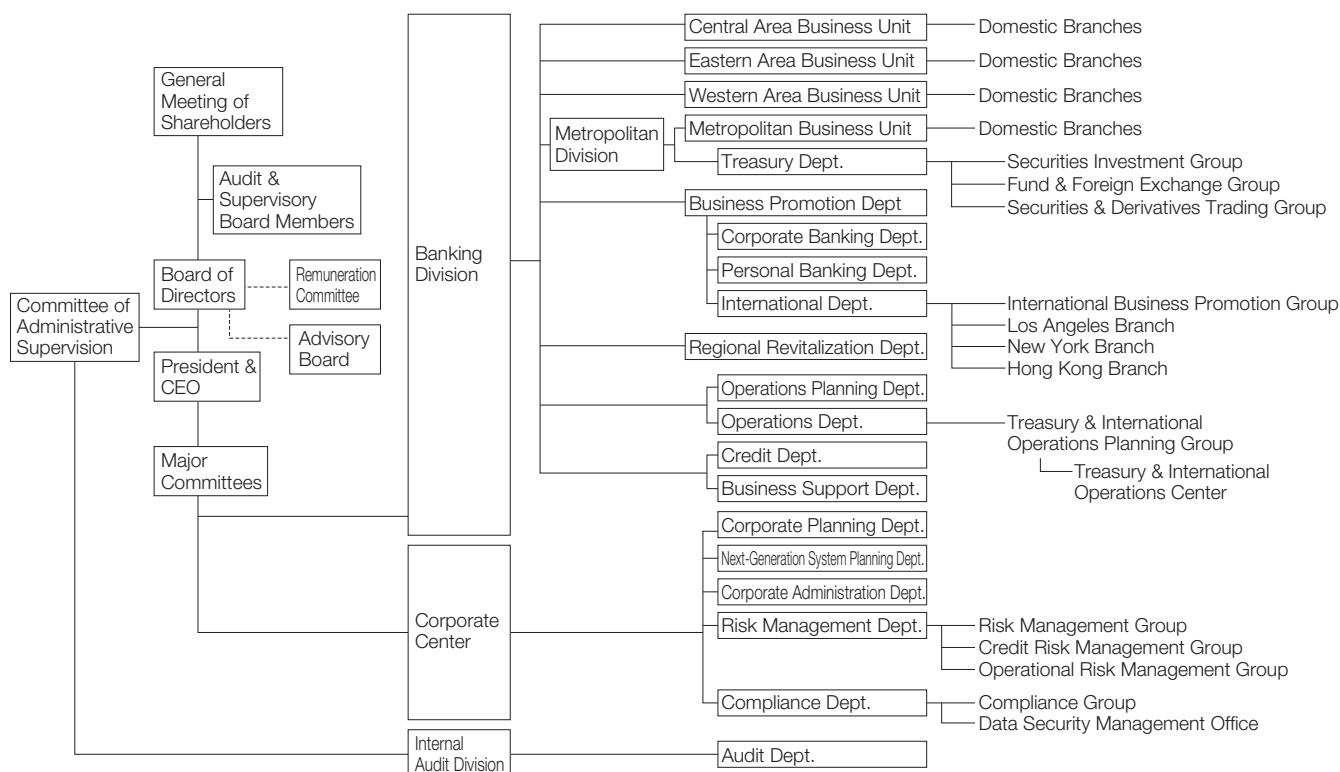 General
Meeting of
Shareholders
Audit &
Supervisory
Board Members
Board of
Directors
Remuneration
Committee
Advisory
Board
Committee of
Administrative
Supervision
President &
CEO
Major
Committees
Banking
Division
Corporate
Center
Internal
Audit Division
Central Area Business Unit
Domestic Branches
Eastern Area Business Unit
Domestic Branches
Western Area Business Unit
Domestic Branches
Metropolitan
Division
Metropolitan Business Unit
Domestic Branches
Treasury Dept.
Securities Investment Group
Fund & Foreign Exchange Group
Securities & Derivatives Trading Group
Business Promotion Dept
Corporate Banking Dept.
Personal Banking Dept.
International Dept.
International Business Promotion Group
Los Angeles Branch
New York Branch
Hong Kong Branch
Regional Revitalization Dept.
Operations Planning Dept.
Operations Dept.
Treasury & International
Operations Planning Group
Treasury & International
Operations Center
Credit Dept.
Business Support Dept.
Corporate Planning Dept.
Next-Generation System Planning Dept.
Corporate Administration Dept.
Risk Management Dept.
Risk Management Group
Credit Risk Management Group
Operational Risk Management Group
Compliance Dept.
Compliance Group
Data Security Management Office
Audit Dept.